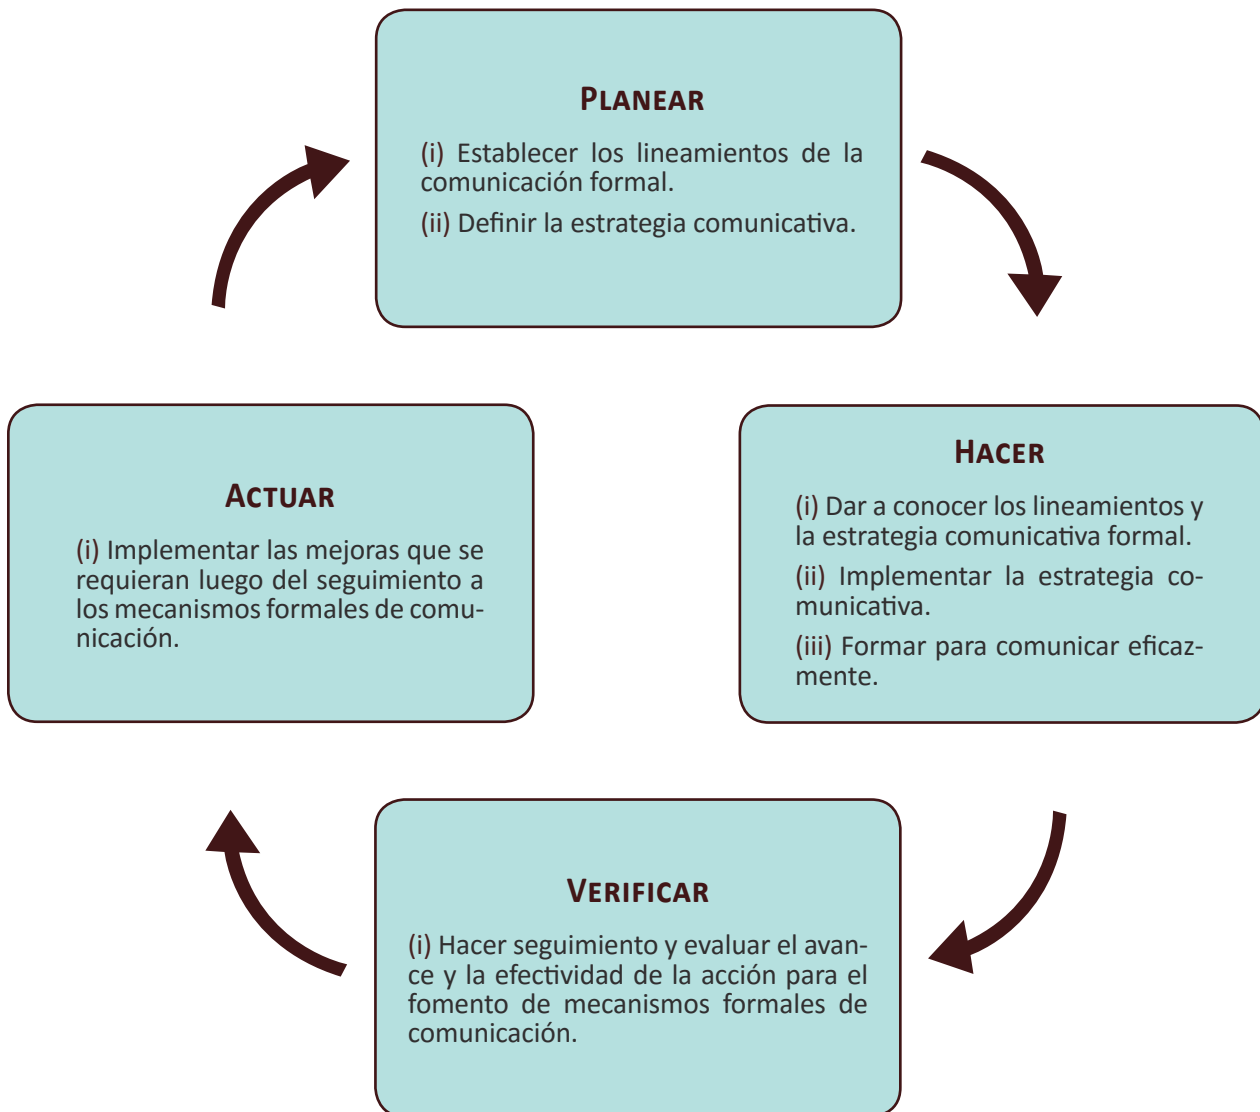 PLANEAR
(i) Establecer los lineamientos de la
comunicación formal.
(ii) Definir la estrategia comunicativa.
HACER
(i) Dar a conocer los lineamientos y
la estrategia comunicativa formal.
(ii) Implementar la estrategia co-
municativa.
(iii) Formar para comunicar eficaz-
mente.
VERIFICAR
(i) Hacer seguimiento y evaluar el avan-
ce y la efectividad de la acción para el
fomento de mecanismos formales de
comunicación.
ACTUAR
(i) Implementar las mejoras que se
requieran luego del seguimiento a
los mecanismos formales de comu-
nicación.